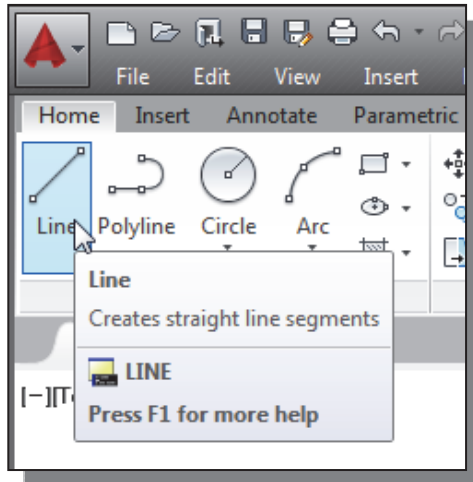 File Edit View Insert
Home Insert Annotate Parametric
Line Polyline Circle Arc
Line
Creates straight line segments
LINE
[−][T
Press F1 for more help